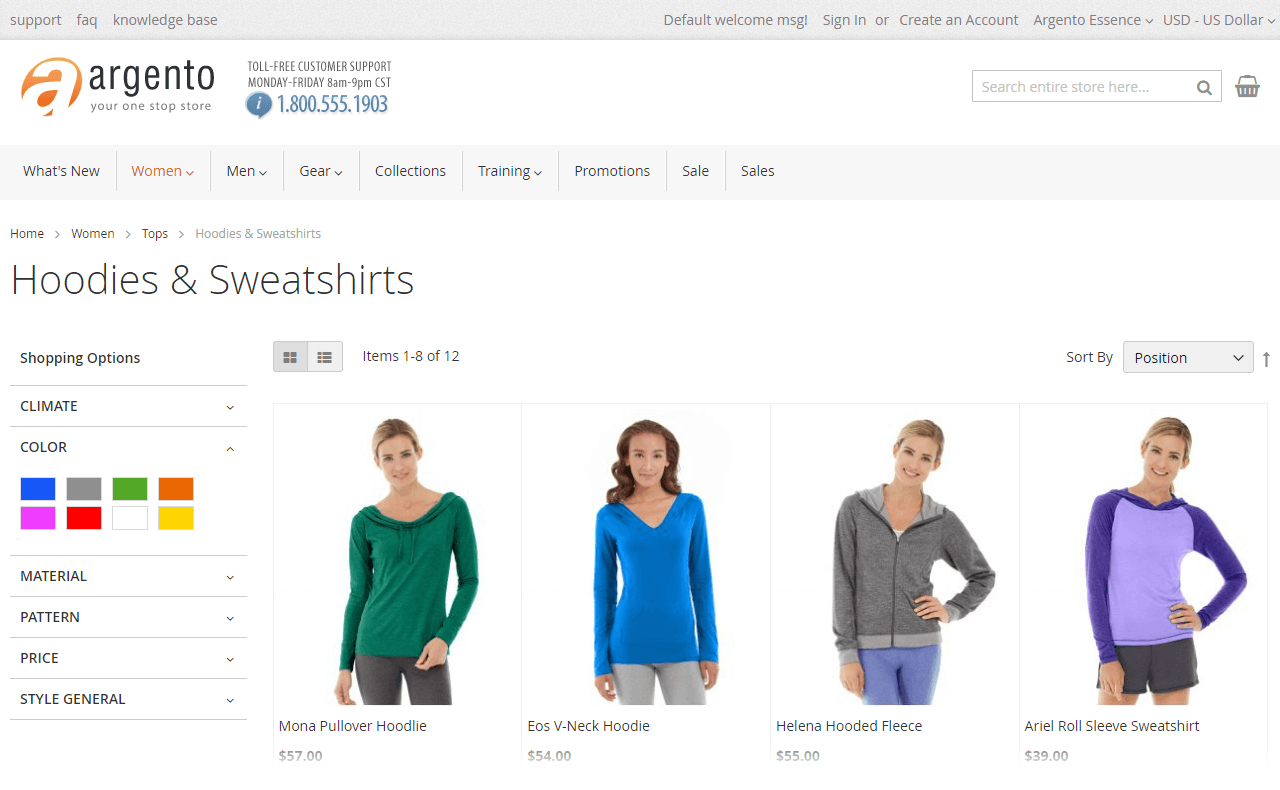 support faq knowledge base
Default welcome msg! Sign In or Create an Account Argento Essence USD - US Dollar
argento
your one stop store
TOLL-FREE CUSTOMER SUPPORT
MONDAY-FRIDAY 8am-9pm CST
i 1.800.555.1903
Search entire store here...
What's New Women Men Gear Collections Training Promotions Sale Sales
Home > Women > Tops > Hoodies & Sweatshirts
Hoodies & Sweatshirts
Shopping Options
CLIMATE
COLOR
MATERIAL
PATTERN
PRICE
STYLE GENERAL
Items 1-8 of 12
Sort By Position
Mona Pullover Hoodlie
$57.00
Eos V-Neck Hoodie
$54.00
Helena Hooded Fleece
$55.00
Ariel Roll Sleeve Sweatshirt
$39.00